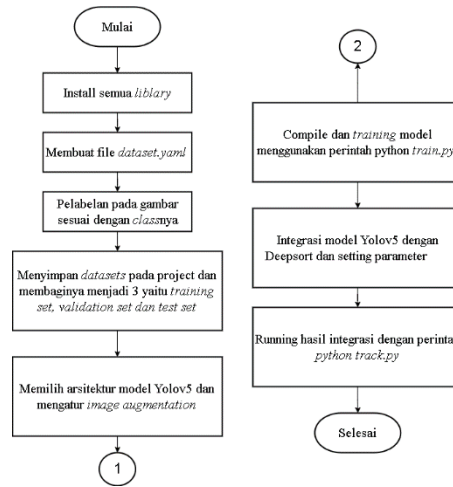 Mulai
Install semua liblary
Membuat file dataset.yaml
Pelabelan pada gambar
sesuai dengan classnya
Menyimpan datasets pada project dan
membaginya menjadi 3 yaitu training
set, validation set dan test set
Memilih arsitektur model Yolov5 dan
mengatur image augmentation
1
2
Compile dan training model
menggunakan perintah python train.py
Integrasi model Yolov5 dengan
Deepsort dan setting parameter
Running hasil integrasi dengan perinta
python track.py
Selesai